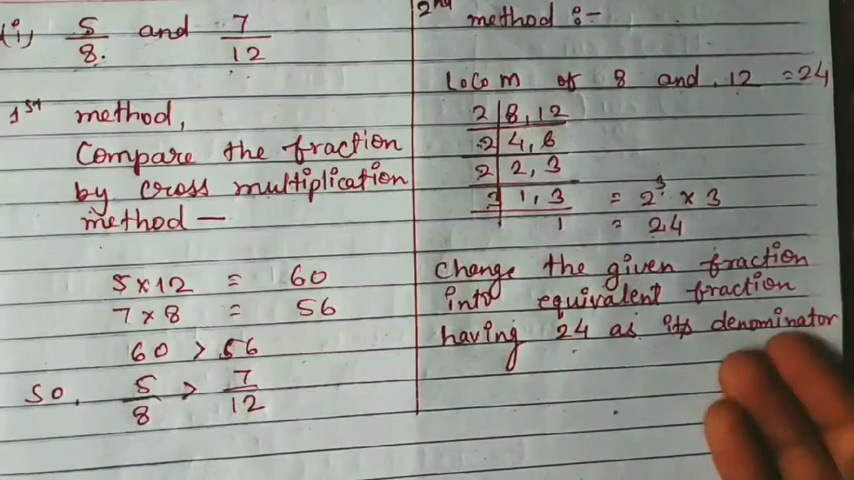 (i) 5/8. and 7/12
1st method,
Compare the fraction
by cross multiplication
method —
5×12 = 60
7×8 = 56
60 > 56
So, 5/8 > 7/12
2nd method :-
LoCo M of 8 and 12 = 24
2 | 8, 12
2 | 4, 6
2 | 2, 3
3 | 1, 3 = 2³ × 3
1 = 24
Change the given fraction
into equivalent fraction
having 24 as its denominator